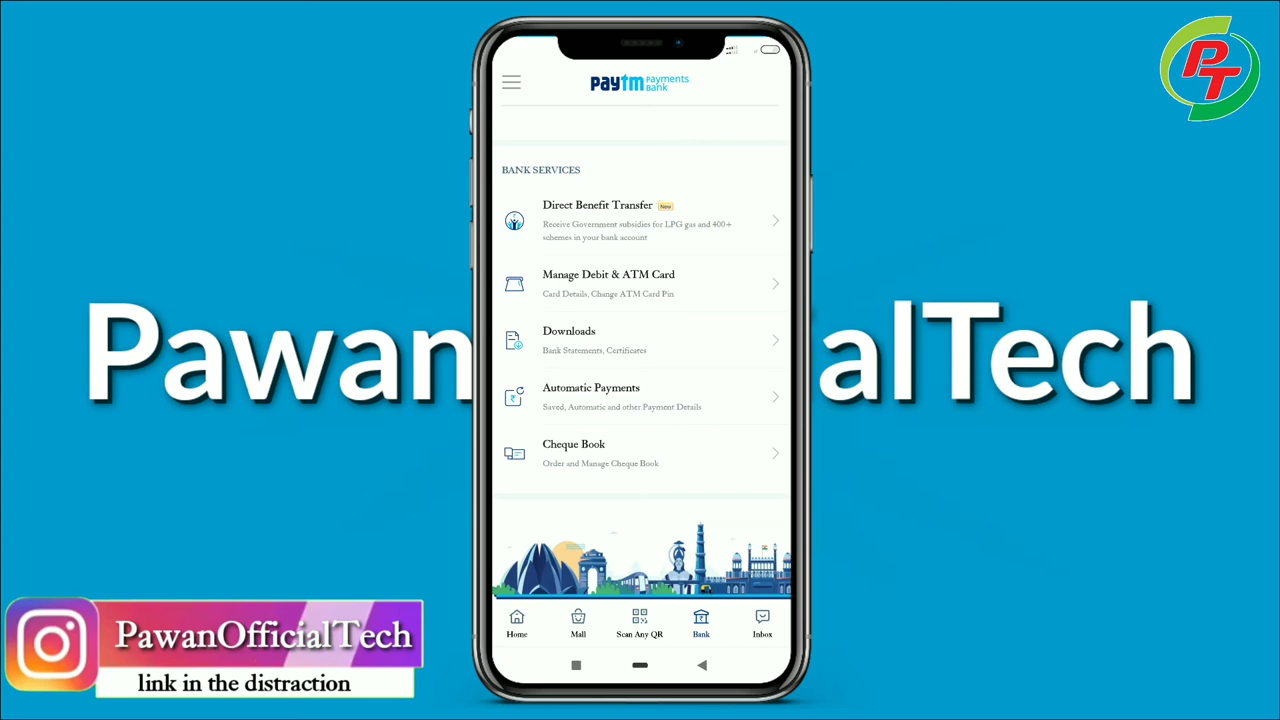 PT
paytm Payments
Bank
BANK SERVICES
Direct Benefit Transfer New
Receive Government subsidies for LPG gas and 400+
schemes in your bank account
Manage Debit & ATM Card
Card Details, Change ATM Card Pin
Downloads
Bank Statements, Certificates
Automatic Payments
Saved, Automatic and other Payment Details
Cheque Book
Order and Manage Cheque Book
Pawan alTech
Home Mall Scan Any QR Bank Inbox
PawanOfficialTech
link in the distraction